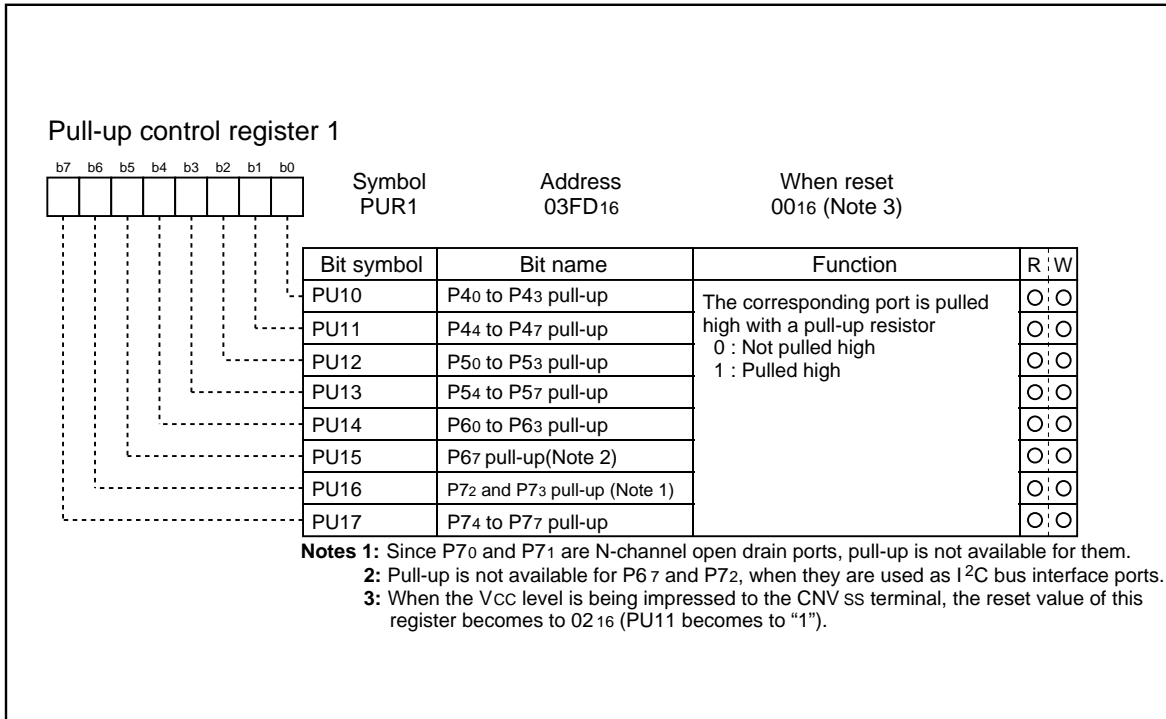 Pull-up control register 1
b7 b6 b5 b4 b3 b2 b1 b0
Symbol Address When reset
PUR1 03FD16 0016 (Note 3)
Bit symbol Bit name Function R W
PU10 P40 to P43 pull-up The corresponding port is pulled
PU11 P44 to P47 pull-up high with a pull-up resistor
0 : Not pulled high
PU12 P50 to P53 pull-up 1 : Pulled high
PU13 P54 to P57 pull-up
PU14 P60 to P63 pull-up
PU15 P67 pull-up(Note 2)
PU16 P72 and P73 pull-up (Note 1)
PU17 P74 to P77 pull-up
Notes 1: Since P70 and P71 are N-channel open drain ports, pull-up is not available for them.
2: Pull-up is not available for P67 and P72, when they are used as I2C bus interface ports.
3: When the VCC level is being impressed to the CNVSS terminal, the reset value of this
register becomes to 0216 (PU11 becomes to “1”).